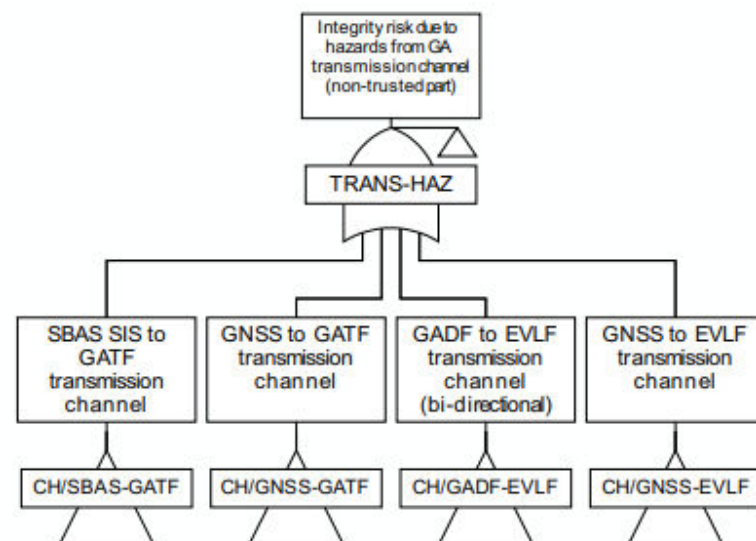 Integrity risk due to
hazards from GA
transmission channel
(non-trusted part)
TRANS-HAZ
SBAS SIS to
GATF
transmission
channel
GNSS to GATF
transmission
channel
GADF to EVLF
transmission
channel
(bi-directional)
GNSS to EVLF
transmission
channel
CH/SBAS-GATF
CH/GNSS-GATF
CH/GADF-EVLF
CH/GNSS-EVLF